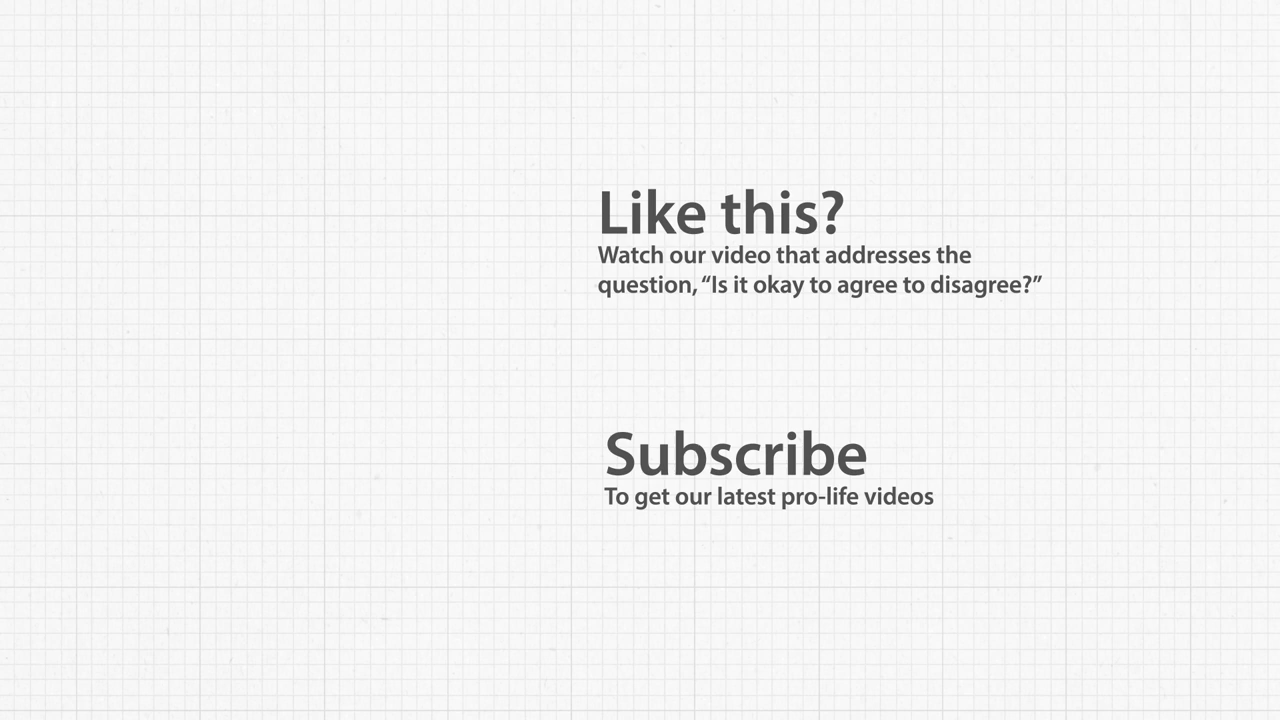 Like this?
Watch our video that addresses the
question, “Is it okay to agree to disagree?”
Subscribe
To get our latest pro-life videos